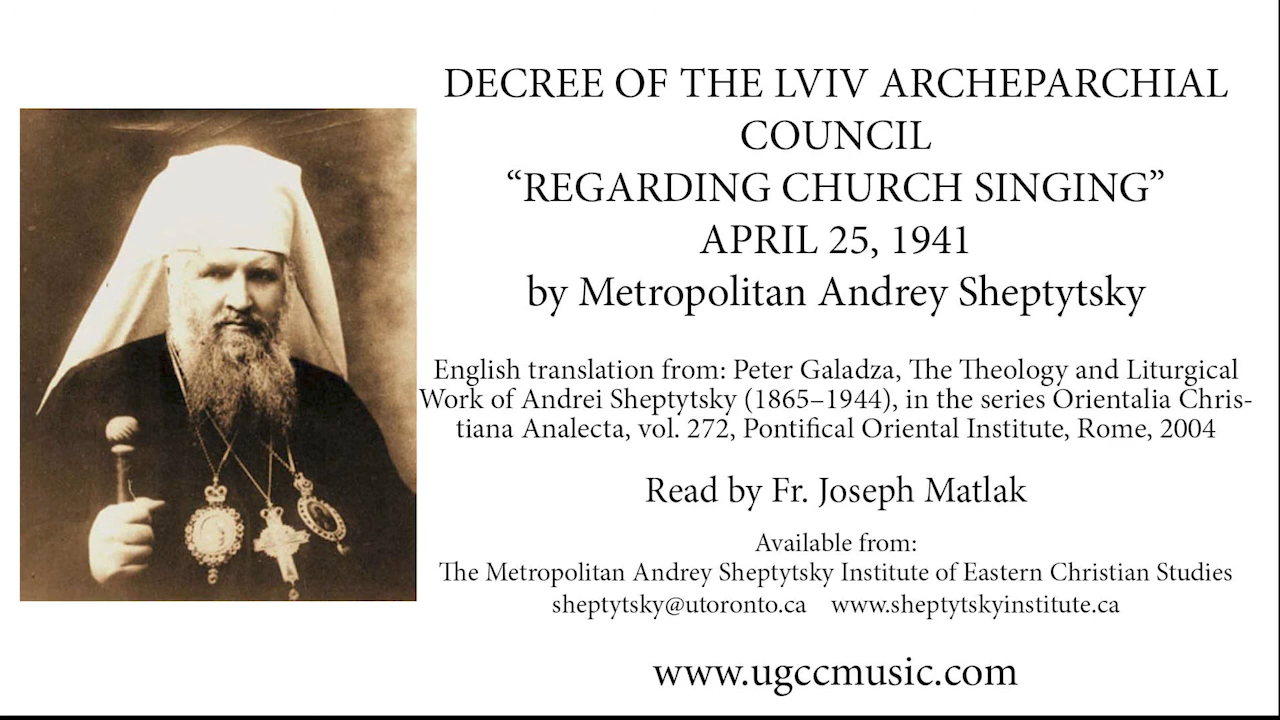 DECREE OF THE LVIV ARCHEPARCHIAL
COUNCIL
“REGARDING CHURCH SINGING”
APRIL 25, 1941
by Metropolitan Andrey Sheptytsky
English translation from: Peter Galadza, The Theology and Liturgical
Work of Andrei Sheptytsky (1865–1944), in the series Orientalia Chris-
tiana Analecta, vol. 272, Pontifical Oriental Institute, Rome, 2004
Read by Fr. Joseph Matlak
Available from:
The Metropolitan Andrey Sheptytsky Institute of Eastern Christian Studies
sheptytsky@utoronto.ca www.sheptytskyinstitute.ca
www.ugccmusic.com